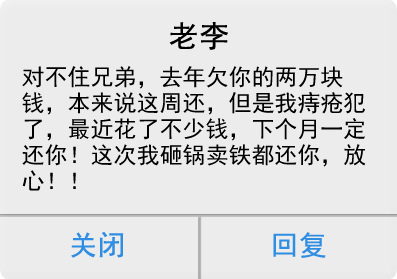 老李
对不住兄弟，去年欠你的两万块
钱，本来说这周还，但是我痔疮犯
了，最近花了不少钱，下个月一定
还你！这次我砸锅卖铁都还你，放
心！！
关闭
回复